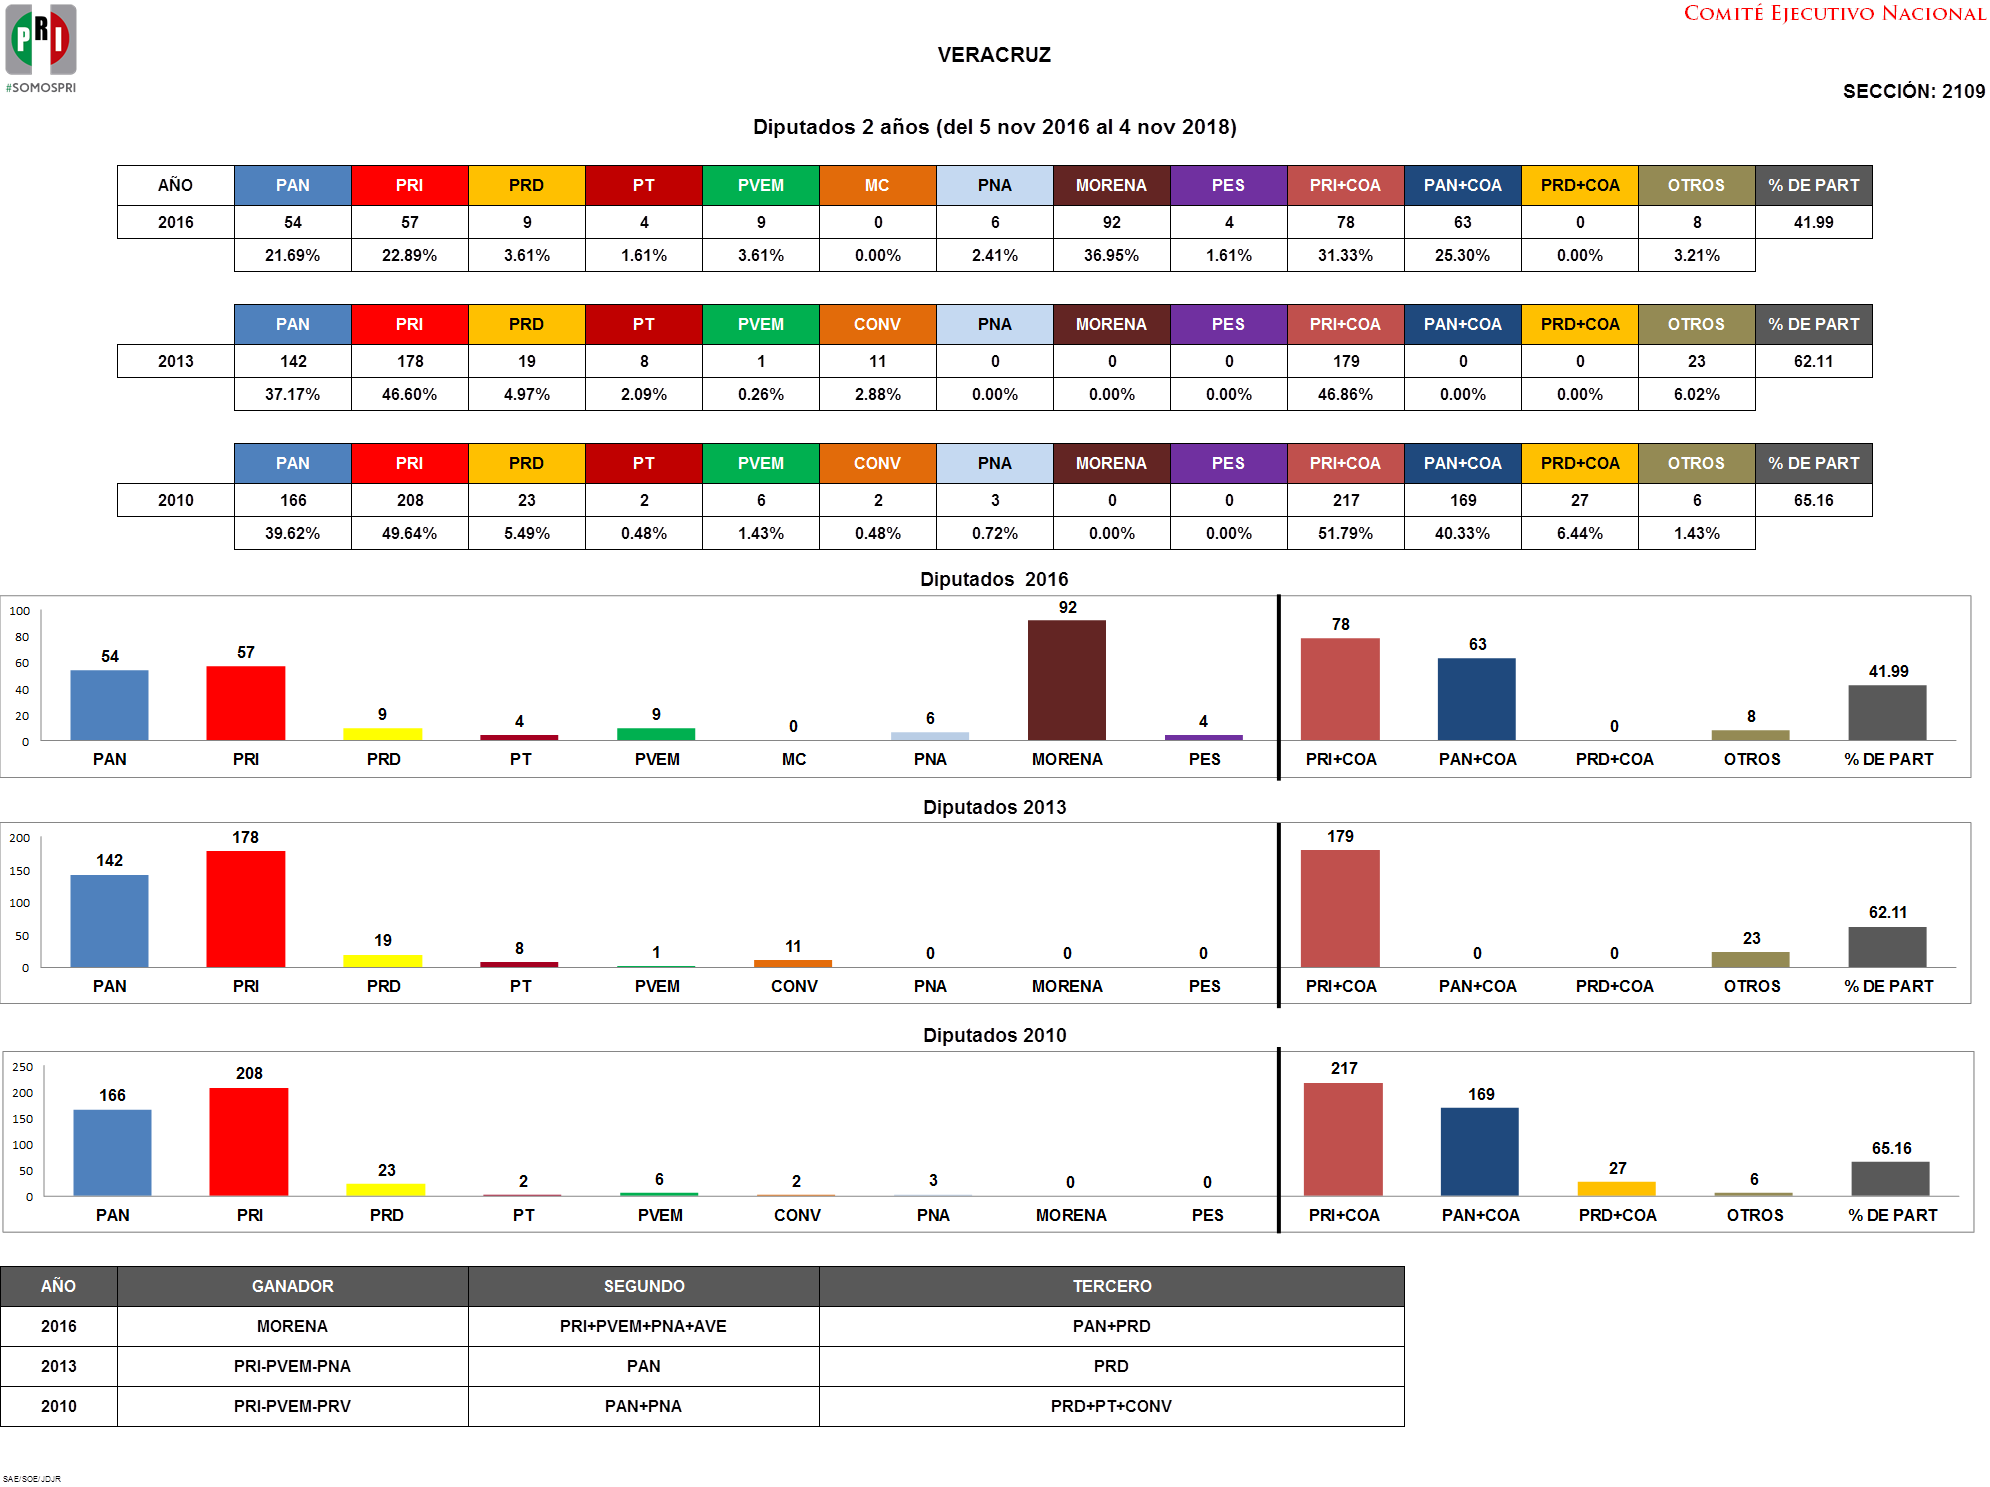 COMITÉ EJECUTIVO NACIONAL
PRI
#SOMOSPRI
VERACRUZ
SECCIÓN: 2109
Diputados 2 años (del 5 nov 2016 al 4 nov 2018)
AÑO PAN PRI PRD PT PVEM MC PNA MORENA PES PRI+COA PAN+COA PRD+COA OTROS % DE PART
2016 54 57 9 4 9 0 6 92 4 78 63 0 8 41.99
21.69% 22.89% 3.61% 1.61% 3.61% 0.00% 2.41% 36.95% 1.61% 31.33% 25.30% 0.00% 3.21%
PAN PRI PRD PT PVEM CONV PNA MORENA PES PRI+COA PAN+COA PRD+COA OTROS % DE PART
2013 142 178 19 8 1 11 0 0 0 179 0 0 23 62.11
37.17% 46.60% 4.97% 2.09% 0.26% 2.88% 0.00% 0.00% 0.00% 46.86% 0.00% 0.00% 6.02%
PAN PRI PRD PT PVEM CONV PNA MORENA PES PRI+COA PAN+COA PRD+COA OTROS % DE PART
2010 166 208 23 2 6 2 3 0 0 217 169 27 6 65.16
39.62% 49.64% 5.49% 0.48% 1.43% 0.48% 0.72% 0.00% 0.00% 51.79% 40.33% 6.44% 1.43%
Diputados 2016
100
80
60
40
20
0
54 57 9 4 9 0 6 92 4 78 63 0 8 41.99
PAN PRI PRD PT PVEM MC PNA MORENA PES PRI+COA PAN+COA PRD+COA OTROS % DE PART
Diputados 2013
200
150
100
50
0
142 178 19 8 1 11 0 0 0 179 0 0 23 62.11
PAN PRI PRD PT PVEM CONV PNA MORENA PES PRI+COA PAN+COA PRD+COA OTROS % DE PART
Diputados 2010
250
200
150
100
50
0
166 208 23 2 6 2 3 0 0 217 169 27 6 65.16
PAN PRI PRD PT PVEM CONV PNA MORENA PES PRI+COA PAN+COA PRD+COA OTROS % DE PART
AÑO GANADOR SEGUNDO TERCERO
2016 MORENA PRI+PVEM+PNA+AVE PAN+PRD
2013 PRI-PVEM-PNA PAN PRD
2010 PRI-PVEM-PRV PAN+PNA PRD+PT+CONV
SAE/SOE/JDJR